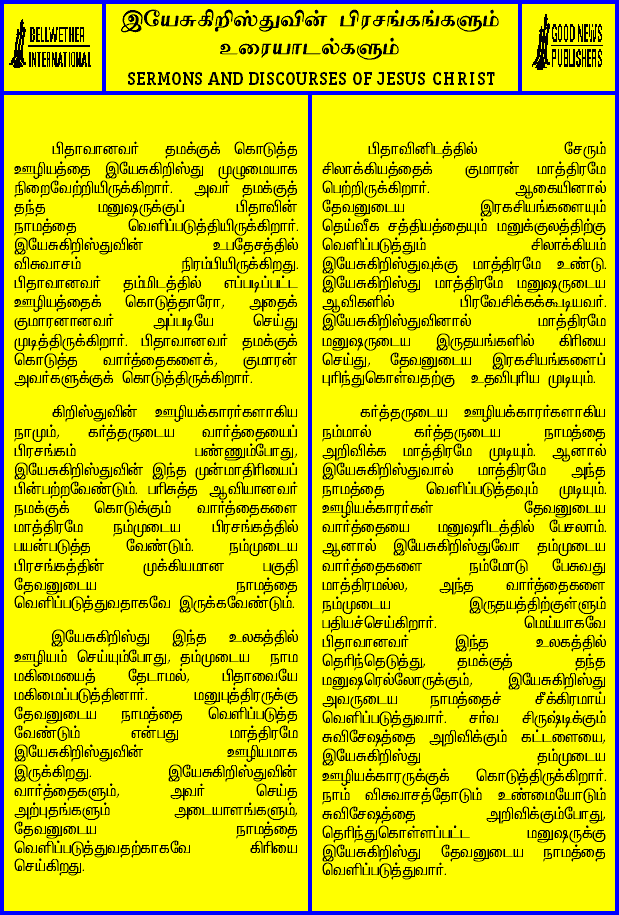 BELLWETHER
INTERNATIONAL
இயேசுகிறிஸ்துவின் பிரசங்கங்களும்
உரையாடல்களும்
SERMONS AND DISCOURSES OF JESUS CHRIST
GOOD NEWS
PUBLISHERS
பிதாவானவர் தமக்குக் கொடுத்த
ஊழியத்தை இயேசுகிறிஸ்து முழுமையாக
நிறைவேற்றியிருக்கிறார். அவர் தமக்குத்
தந்த மனுஷருக்குப் பிதாவின்
நாமத்தை வெளிப்படுத்தியிருக்கிறார்.
இயேசுகிறிஸ்துவின் உபதேசத்தில்
விசுவாசம் நிரம்பியிருக்கிறது.
பிதாவானவர் தம்மிடத்தில் எப்படிப்பட்ட
ஊழியத்தைக் கொடுத்தாரோ, அதைக்
குமாரனானவர் அப்படியே செய்து
முடித்திருக்கிறார். பிதாவானவர் தமக்குக்
கொடுத்த வார்த்தைகளைக், குமாரன்
அவர்களுக்குக் கொடுத்திருக்கிறார்.
கிறிஸ்துவின் ஊழியக்காரர்களாகிய
நாமும், கர்த்தருடைய வார்த்தையைப்
பிரசங்கம் பண்ணும்போது,
இயேசுகிறிஸ்துவின் இந்த முன்மாதிரியைப்
பின்பற்றவேண்டும். பரிசுத்த ஆவியானவர்
நமக்குக் கொடுக்கும் வார்த்தைகளை
மாத்திரமே நம்முடைய பிரசங்கத்தில்
பயன்படுத்த வேண்டும். நம்முடைய
பிரசங்கத்தின் முக்கியமான பகுதி
தேவனுடைய நாமத்தை
வெளிப்படுத்துவதாகவே இருக்கவேண்டும்.
இயேசுகிறிஸ்து இந்த உலகத்தில்
ஊழியம் செய்யும்போது, தம்முடைய நாம
மகிமையைத் தேடாமல், பிதாவையே
மகிமைப்படுத்தினார். மனுபுத்திரருக்கு
தேவனுடைய நாமத்தை வெளிப்படுத்த
வேண்டும் என்பது மாத்திரமே
இயேசுகிறிஸ்துவின் ஊழியமாக
இருக்கிறது. இயேசுகிறிஸ்துவின்
வார்த்தைகளும், அவர் செய்த
அற்புதங்களும் அடையாளங்களும்,
தேவனுடைய நாமத்தை
வெளிப்படுத்துவதற்காகவே கிரியை
செய்கிறது.
பிதாவினிடத்தில் சேரும்
சிலாக்கியத்தைக் குமாரன் மாத்திரமே
பெற்றிருக்கிறார். ஆகையினால்
தேவனுடைய இரகசியங்களையும்
தெய்வீக சத்தியத்தையும் மனுக்குலத்திற்கு
வெளிப்படுத்தும் சிலாக்கியம்
இயேசுகிறிஸ்துவுக்கு மாத்திரமே உண்டு.
இயேசுகிறிஸ்து மாத்திரமே மனுஷருடைய
ஆவிகளில் பிரவேசிக்கக்கூடியவர்.
இயேசுகிறிஸ்துவினால் மாத்திரமே
மனுஷருடைய இருதயங்களில் கிரியை
செய்து, தேவனுடைய இரகசியங்களைப்
புரிந்துகொள்வதற்கு உதவிபுரிய முடியும்.
கர்த்தருடைய ஊழியக்காரர்களாகிய
நம்மால் கர்த்தருடைய நாமத்தை
அறிவிக்க மாத்திரமே முடியும். ஆனால்
இயேசுகிறிஸ்துவால் மாத்திரமே அந்த
நாமத்தை வெளிப்படுத்தவும் முடியும்.
ஊழியக்காரர்கள் தேவனுடைய
வார்த்தையை மனுஷரிடத்தில் பேசலாம்.
ஆனால் இயேசுகிறிஸ்துவோ தம்முடைய
வார்த்தைகளை நம்மோடு பேசுவது
மாத்திரமல்ல, அந்த வார்த்தைகளை
நம்முடைய இருதயத்திற்குள்ளும்
பதியச்செய்கிறார். மெய்யாகவே
பிதாவானவர் இந்த உலகத்தில்
தெரிந்தெடுத்து, தமக்குத் தந்த
மனுஷரெல்லோருக்கும், இயேசுகிறிஸ்து
அவருடைய நாமத்தைச் சீக்கிரமாய்
வெளிப்படுத்துவார். சர்வ சிருஷ்டிக்கும்
சுவிசேஷத்தை அறிவிக்கும் கட்டளையை,
இயேசுகிறிஸ்து தம்முடைய
ஊழியக்காரருக்குக் கொடுத்திருக்கிறார்.
நாம் விசுவாசத்தோடும் உண்மையோடும்
சுவிசேஷத்தை அறிவிக்கும்போது,
தெரிந்துகொள்ளப்பட்ட மனுஷருக்கு
இயேசுகிறிஸ்து தேவனுடைய நாமத்தை
வெளிப்படுத்துவார்.